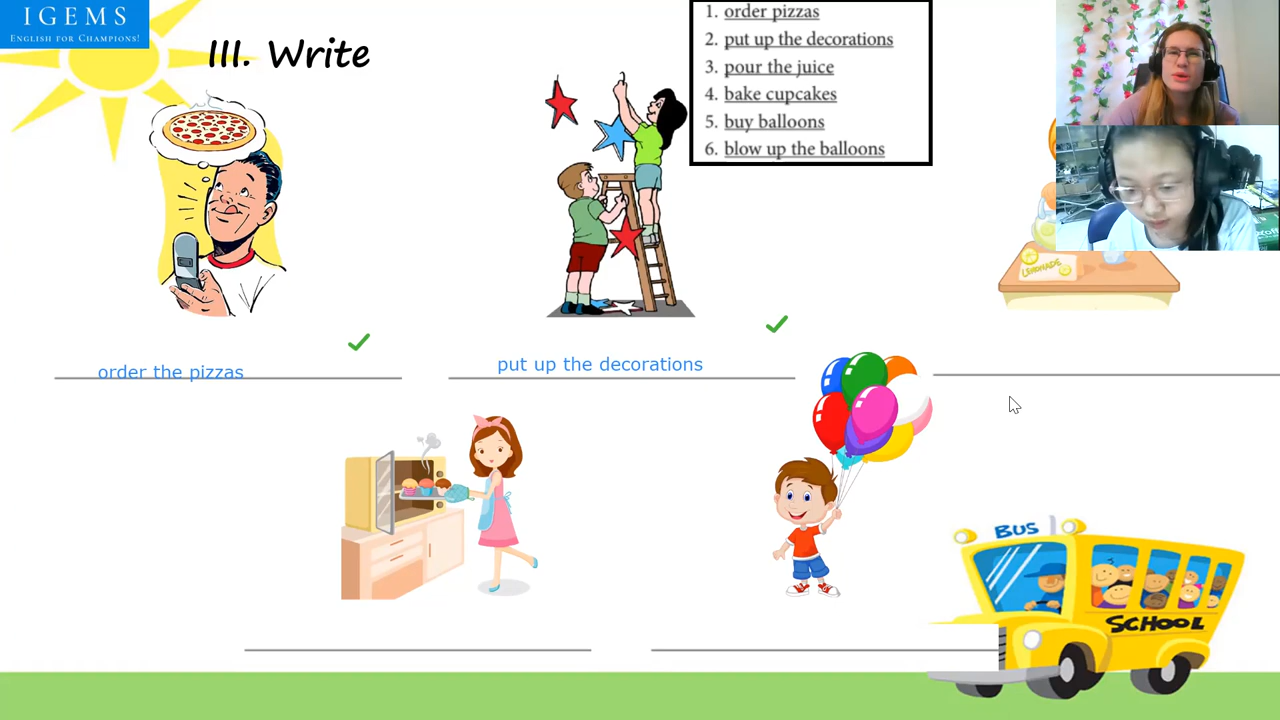 IGEMS
ENGLISH FOR CHAMPIONS!
III. Write
1. order pizzas
2. put up the decorations
3. pour the juice
4. bake cupcakes
5. buy balloons
6. blow up the balloons
LEMONADE
order the pizzas
put up the decorations
BUS
SCHOOL